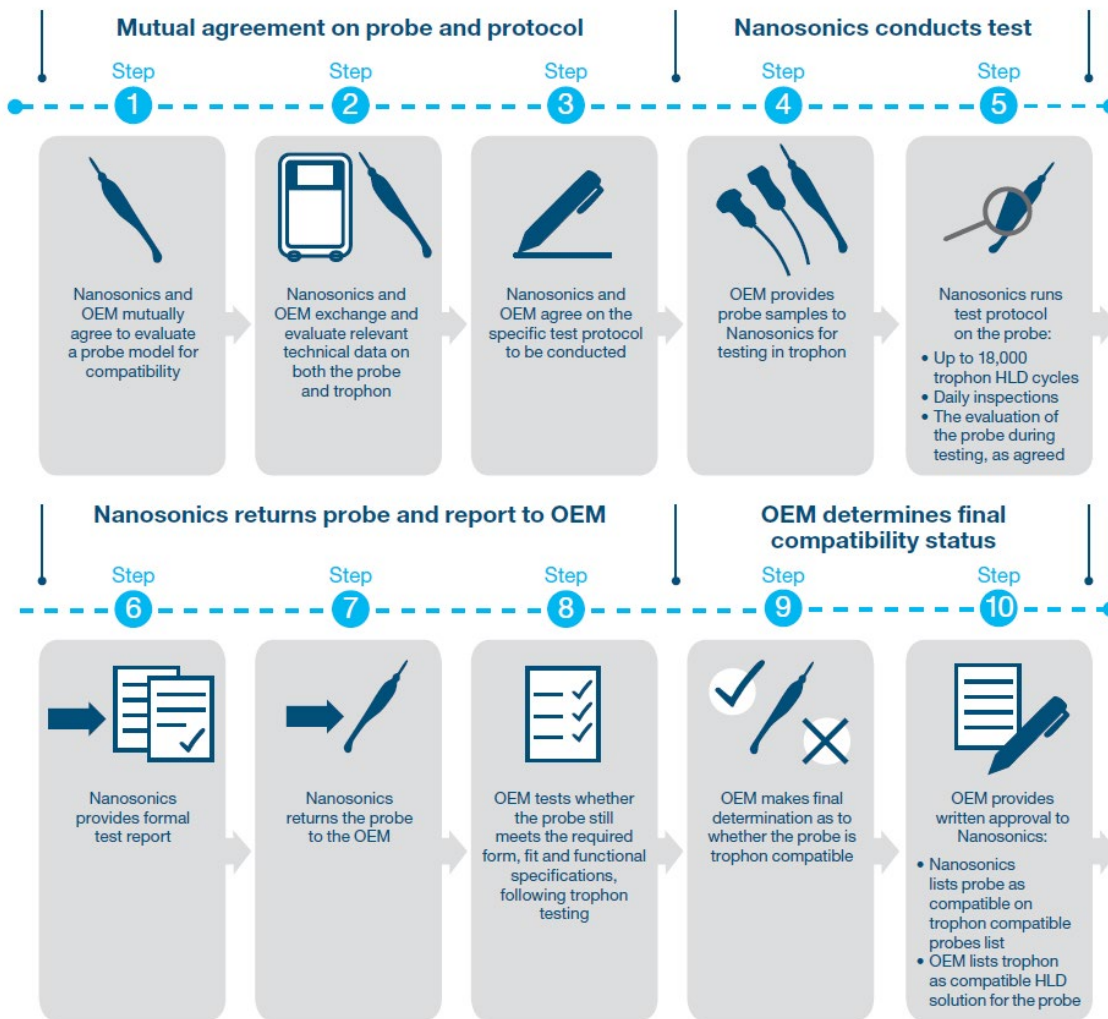 Mutual agreement on probe and protocol
Nanosonics conducts test
Step
1
Step
2
Step
3
Step
4
Step
5
Nanosonics and
OEM mutually
agree to evaluate
a probe model for
compatibility
Nanosonics and
OEM exchange and
evaluate relevant
technical data on
both the probe
and trophon
Nanosonics and
OEM agree on the
specific test protocol
to be conducted
OEM provides
probe samples to
Nanosonics for
testing in trophon
Nanosonics runs
test protocol
on the probe:
• Up to 18,000
trophon HLD cycles
• Daily inspections
• The evaluation of
the probe during
testing, as agreed
Nanosonics returns probe and report to OEM
OEM determines final
compatibility status
Step
6
Step
7
Step
8
Step
9
Step
10
Nanosonics
provides formal
test report
Nanosonics
returns the probe
to the OEM
OEM tests whether
the probe still
meets the required
form, fit and functional
specifications,
following trophon
testing
OEM makes final
determination as to
whether the probe is
trophon compatible
OEM provides
written approval to
Nanosonics:
• Nanosonics
lists probe as
compatible on
trophon compatible
probes list
• OEM lists trophon
as compatible HLD
solution for the probe